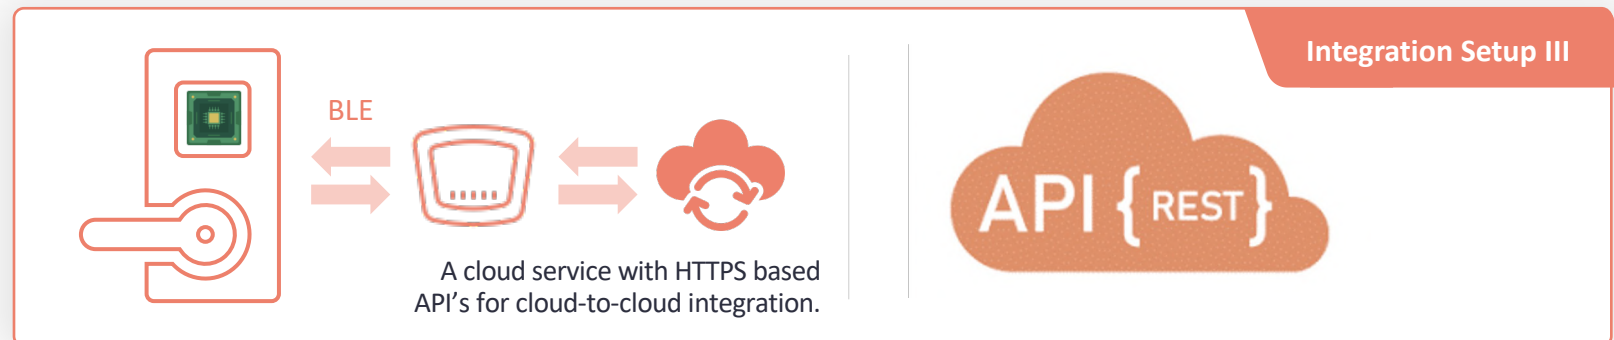 Integration Setup III
BLE
A cloud service with HTTPS based
API's for cloud-to-cloud integration.
API { REST }